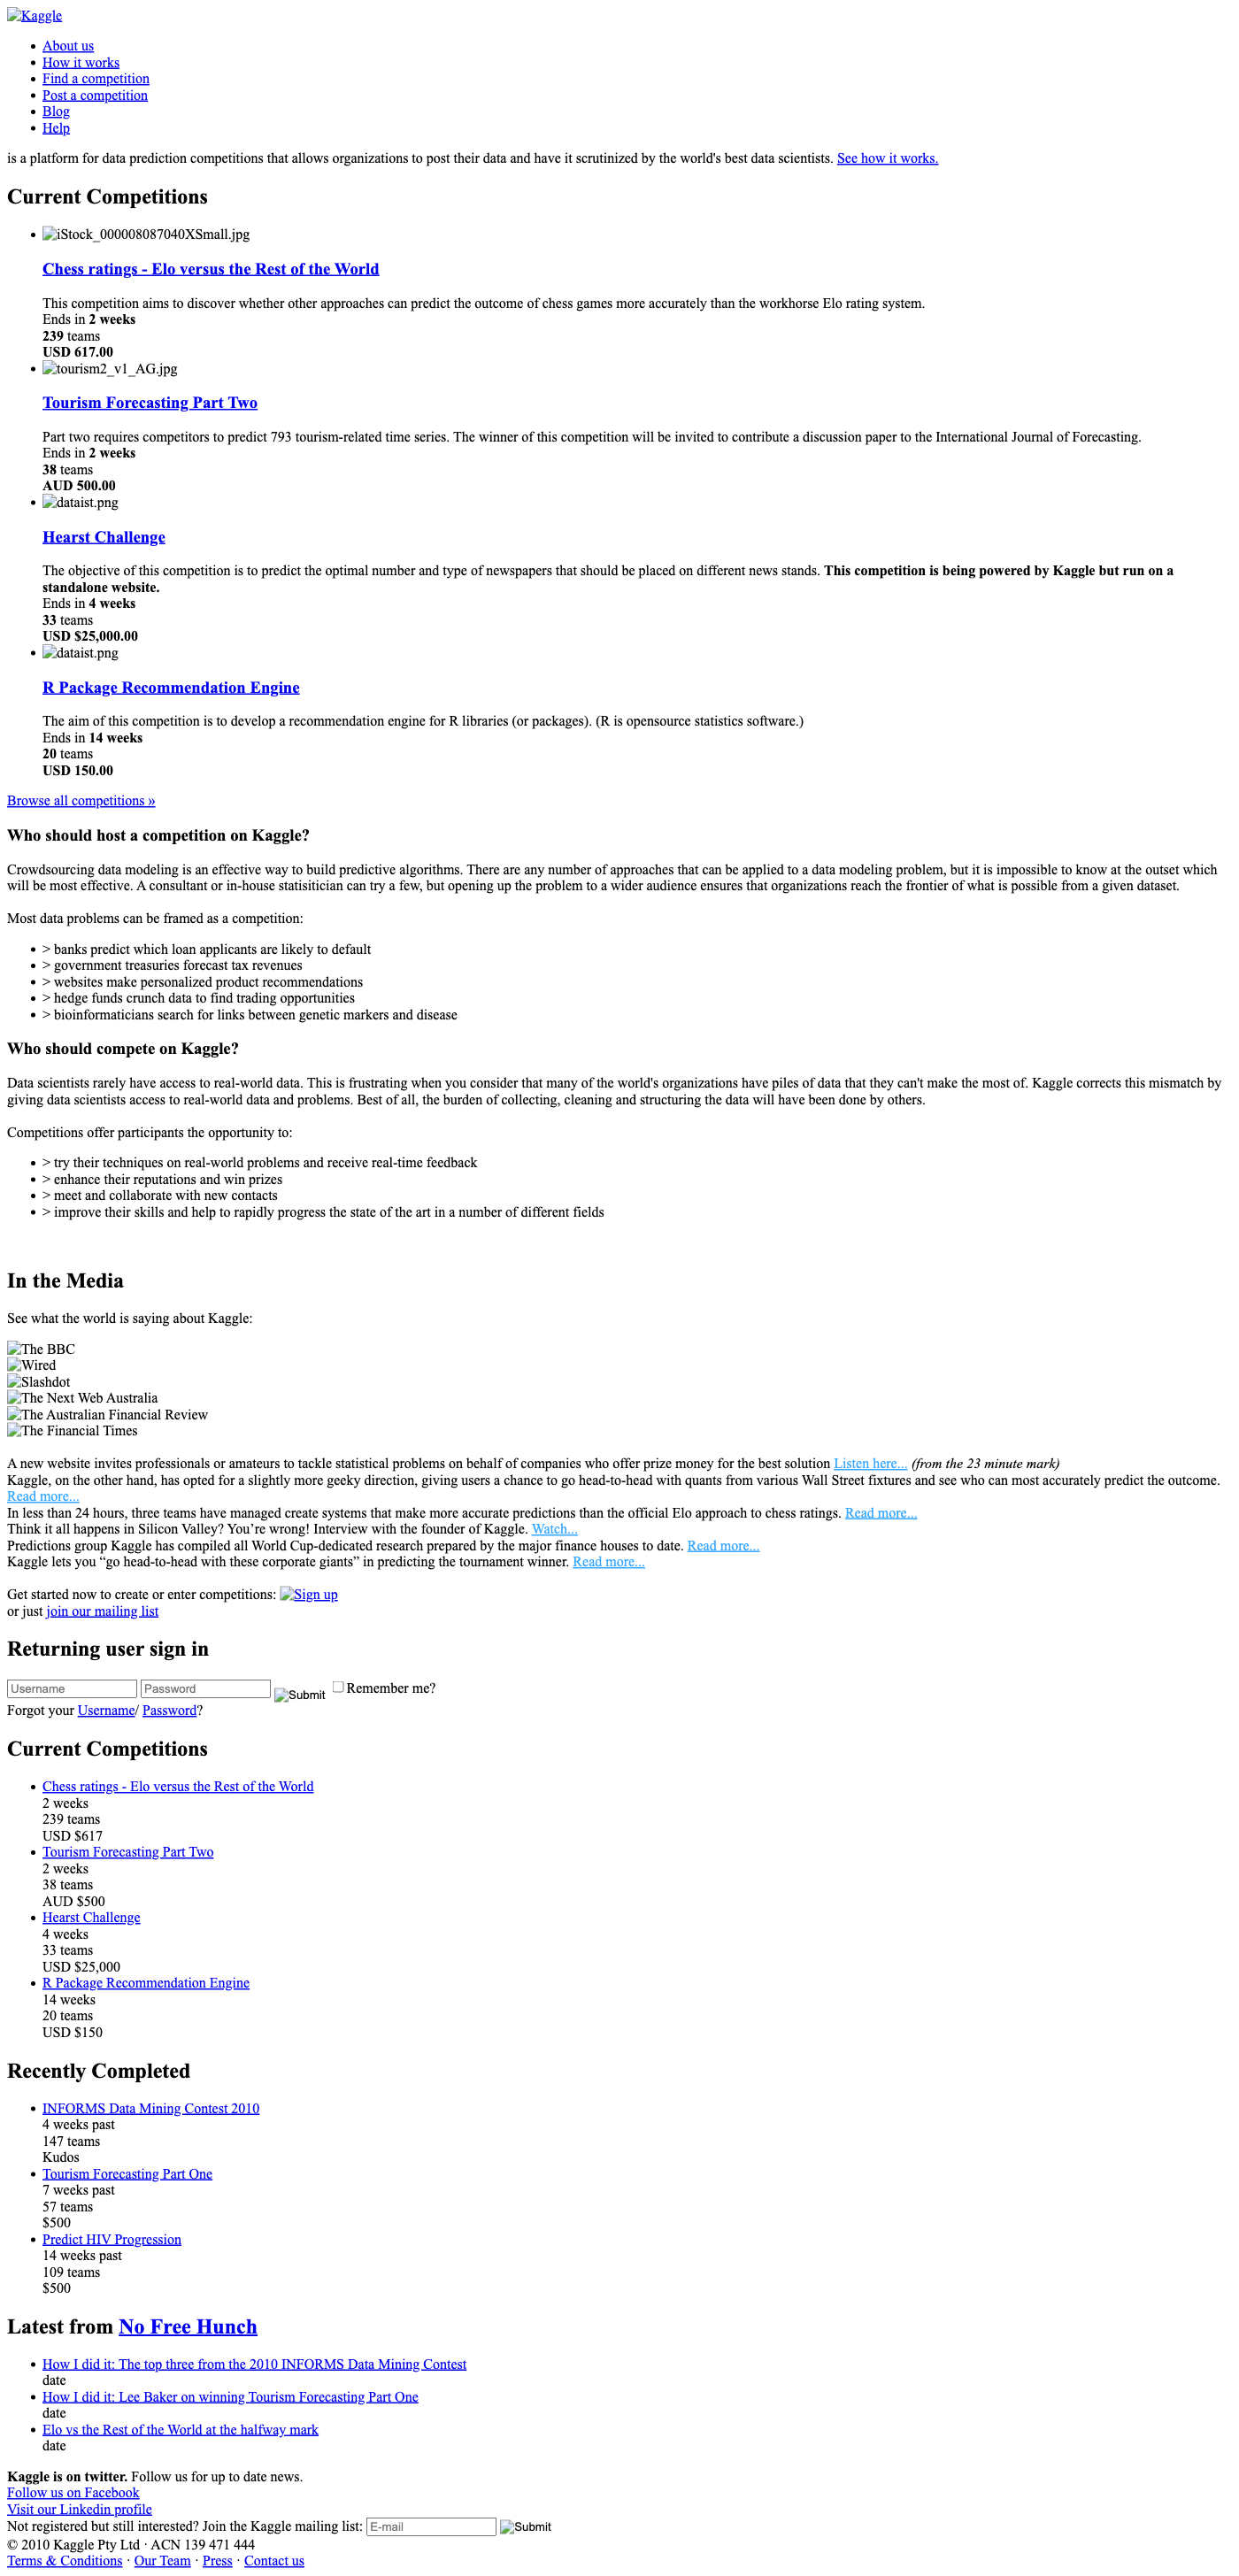 Kaggle
About us
How it works
Find a competition
Post a competition
Blog
Help
is a platform for data prediction competitions that allows organizations to post their data and have it scrutinized by the world's best data scientists. See how it works.
Current Competitions
iStock_000008087040XSmall.jpg
Chess ratings - Elo versus the Rest of the World
This competition aims to discover whether other approaches can predict the outcome of chess games more accurately than the workhorse Elo rating system.
Ends in 2 weeks
239 teams
USD 617.00
tourism2_v1_AG.jpg
Tourism Forecasting Part Two
Part two requires competitors to predict 793 tourism-related time series. The winner of this competition will be invited to contribute a discussion paper to the International Journal of Forecasting.
Ends in 2 weeks
38 teams
AUD 500.00
dataist.png
Hearst Challenge
The objective of this competition is to predict the optimal number and type of newspapers that should be placed on different news stands. This competition is being powered by Kaggle but run on a
standalone website.
Ends in 4 weeks
33 teams
USD $25,000.00
dataist.png
R Package Recommendation Engine
The aim of this competition is to develop a recommendation engine for R libraries (or packages). (R is opensource statistics software.)
Ends in 14 weeks
20 teams
USD 150.00
Browse all competitions »
Who should host a competition on Kaggle?
Crowdsourcing data modeling is an effective way to build predictive algorithms. There are any number of approaches that can be applied to a data modeling problem, but it is impossible to know at the outset which
will be most effective. A consultant or in-house statisitician can try a few, but opening up the problem to a wider audience ensures that organizations reach the frontier of what is possible from a given dataset.
Most data problems can be framed as a competition:
> banks predict which loan applicants are likely to default
> government treasuries forecast tax revenues
> websites make personalized product recommendations
> hedge funds crunch data to find trading opportunities
> bioinformaticians search for links between genetic markers and disease
Who should compete on Kaggle?
Data scientists rarely have access to real-world data. This is frustrating when you consider that many of the world's organizations have piles of data that they can't make the most of. Kaggle corrects this mismatch by
giving data scientists access to real-world data and problems. Best of all, the burden of collecting, cleaning and structuring the data will have been done by others.
Competitions offer participants the opportunity to:
> try their techniques on real-world problems and receive real-time feedback
> enhance their reputations and win prizes
> meet and collaborate with new contacts
> improve their skills and help to rapidly progress the state of the art in a number of different fields
In the Media
See what the world is saying about Kaggle:
The BBC
Wired
Slashdot
The Next Web Australia
The Australian Financial Review
The Financial Times
A new website invites professionals or amateurs to tackle statistical problems on behalf of companies who offer prize money for the best solution Listen here... (from the 23 minute mark)
Kaggle, on the other hand, has opted for a slightly more geeky direction, giving users a chance to go head-to-head with quants from various Wall Street fixtures and see who can most accurately predict the outcome.
Read more...
In less than 24 hours, three teams have managed create systems that make more accurate predictions than the official Elo approach to chess ratings. Read more...
Think it all happens in Silicon Valley? You’re wrong! Interview with the founder of Kaggle. Watch...
Predictions group Kaggle has compiled all World Cup-dedicated research prepared by the major finance houses to date. Read more...
Kaggle lets you “go head-to-head with these corporate giants” in predicting the tournament winner. Read more...
Get started now to create or enter competitions: Sign up
or just join our mailing list
Returning user sign in
Username Password Submit Remember me?
Forgot your Username/ Password?
Current Competitions
Chess ratings - Elo versus the Rest of the World
2 weeks
239 teams
USD $617
Tourism Forecasting Part Two
2 weeks
38 teams
AUD $500
Hearst Challenge
4 weeks
33 teams
USD $25,000
R Package Recommendation Engine
14 weeks
20 teams
USD $150
Recently Completed
INFORMS Data Mining Contest 2010
4 weeks past
147 teams
Kudos
Tourism Forecasting Part One
7 weeks past
57 teams
$500
Predict HIV Progression
14 weeks past
109 teams
$500
Latest from No Free Hunch
How I did it: The top three from the 2010 INFORMS Data Mining Contest
date
How I did it: Lee Baker on winning Tourism Forecasting Part One
date
Elo vs the Rest of the World at the halfway mark
date
Kaggle is on twitter. Follow us for up to date news.
Follow us on Facebook
Visit our Linkedin profile
Not registered but still interested? Join the Kaggle mailing list: E-mail Submit
© 2010 Kaggle Pty Ltd · ACN 139 471 444
Terms & Conditions · Our Team · Press · Contact us